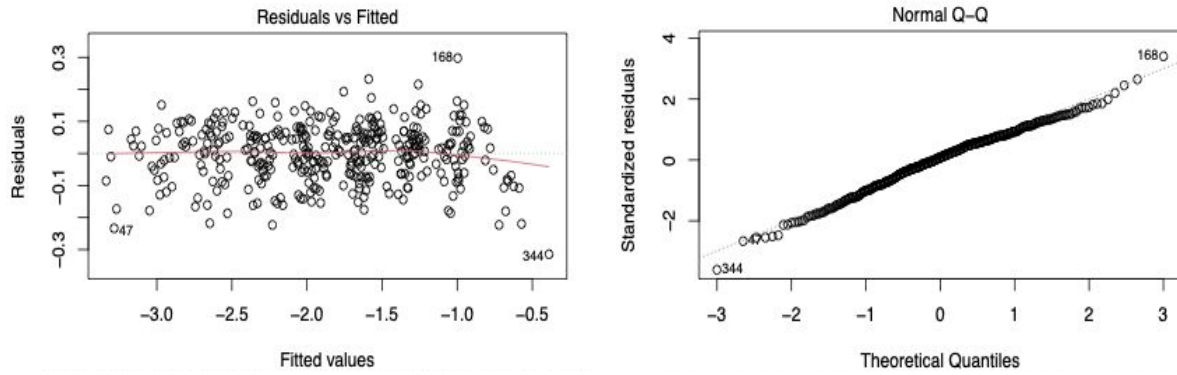 Residuals vs Fitted
Residuals
0.3
0.1
−0.1
−0.3
168
47
344
−3.0 −2.5 −2.0 −1.5 −1.0 −0.5
Fitted values
Normal Q−Q
Standardized residuals
4
2
0
−2
168
47
344
−3 −2 −1 0 1 2 3
Theoretical Quantiles